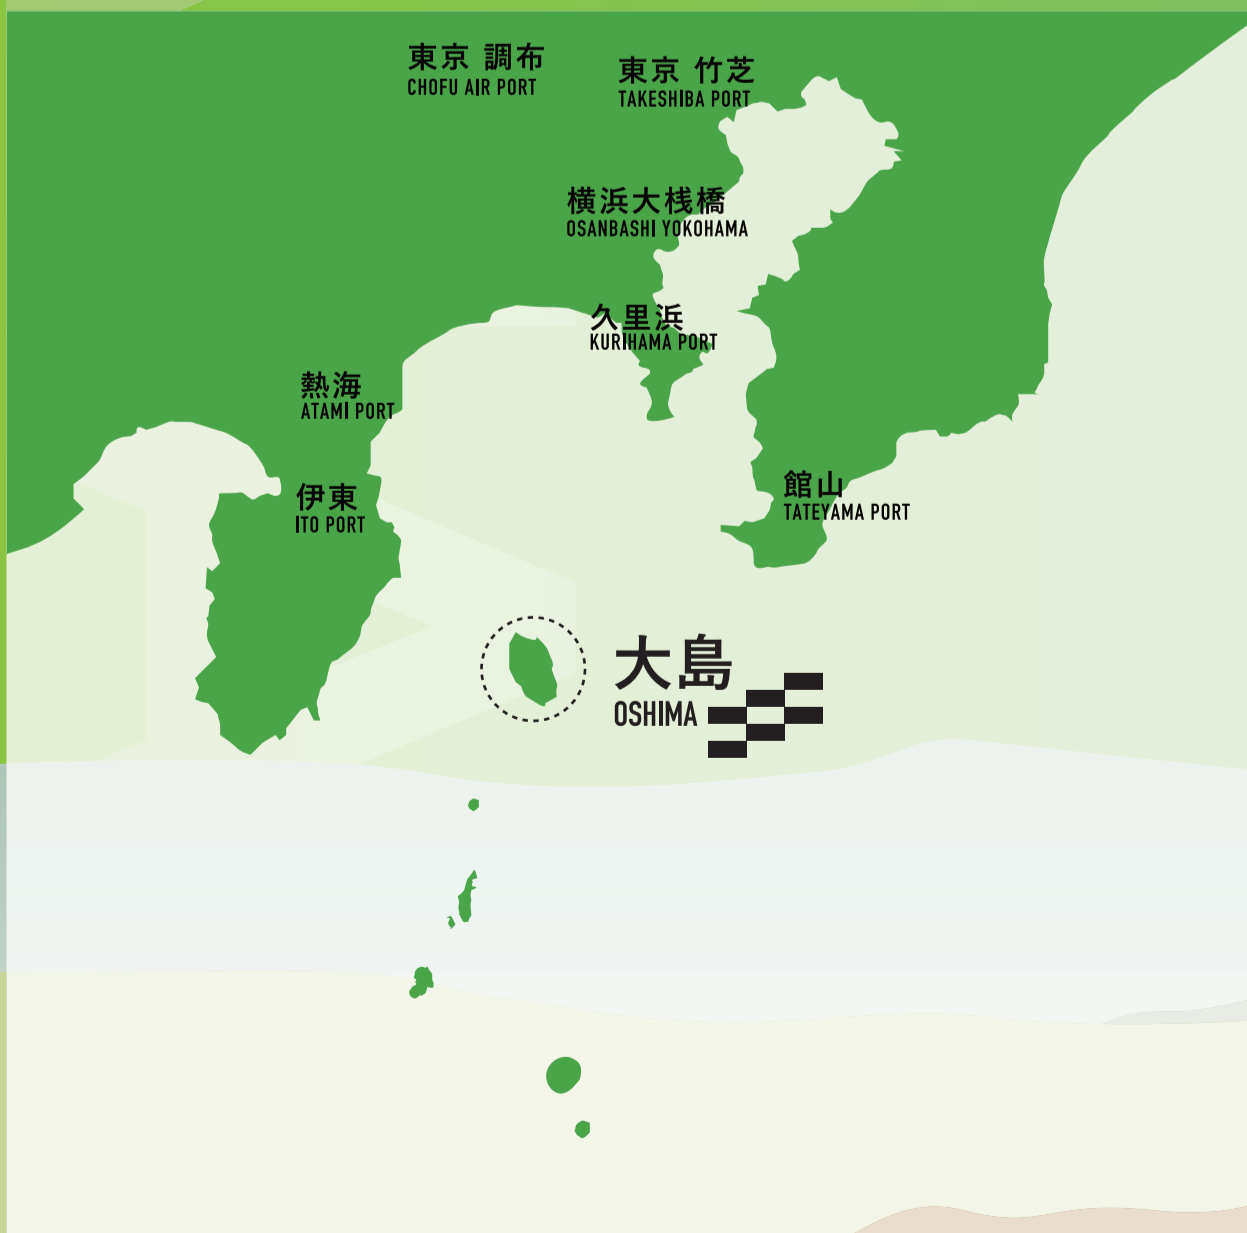 東京 調布
CHOFU AIR PORT
東京 竹芝
TAKESHIBA PORT
横浜大桟橋
OSANBASHI YOKOHAMA
久里浜
KURIHAMA PORT
熱海
ATAMI PORT
伊東
ITO PORT
館山
TATEYAMA PORT
大島
OSHIMA